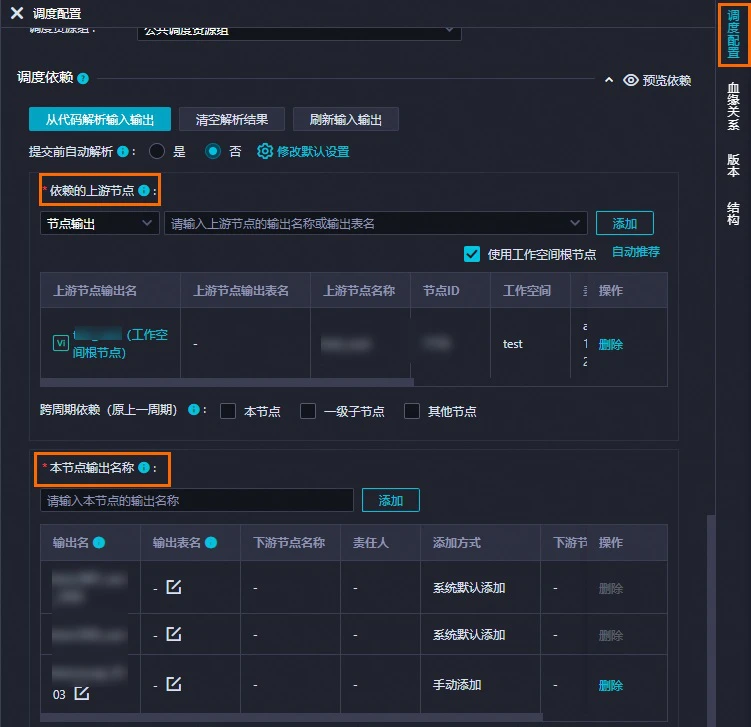 调度配置
调度资源组：
公共调度资源组
调度依赖
预览依赖
从代码解析输入输出
清空解析结果
刷新输入输出
提交前自动解析 ：
是
否
修改默认设置
*依赖的上游节点 ：
节点输出
请输入上游节点的输出名称或输出表名
添加
使用工作空间根节点
自动推荐
上游节点输出名
上游节点输出表名
上游节点名称
节点ID
工作空间
操作
VI
(工作空
间根节点)
-
test
a
1
2
删除
跨周期依赖（原上一周期） ：
本节点
一级子节点
其他节点
*本节点输出名称 ：
请输入本节点的输出名称
添加
输出名
输出表名
下游节点名称
责任人
添加方式
下游节
操作
-
-
-
系统默认添加
-
删除
-
-
-
系统默认添加
-
删除
03
-
-
-
手动添加
-
删除
调度配置
血缘关系
版本
结构